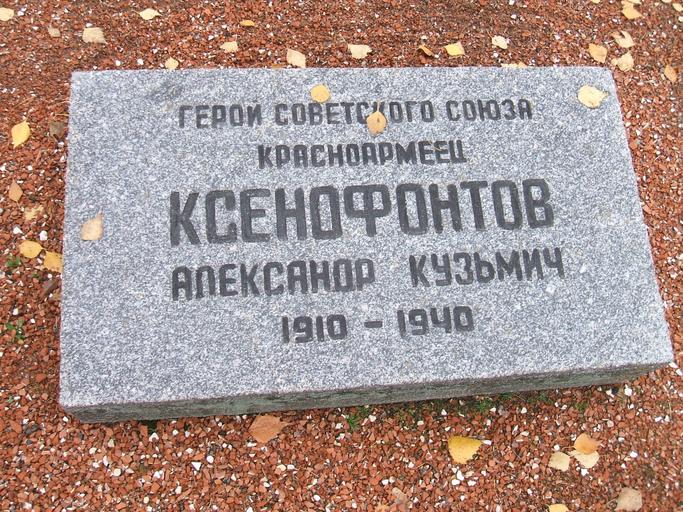 ГЕРОЙ СОВЕТСКОГО СОЮЗА
КРАСНОАРМЕЕЦ
КСЕНОФОНТОВ
АЛЕКСАНДР КУЗЬМИЧ
1910 - 1940